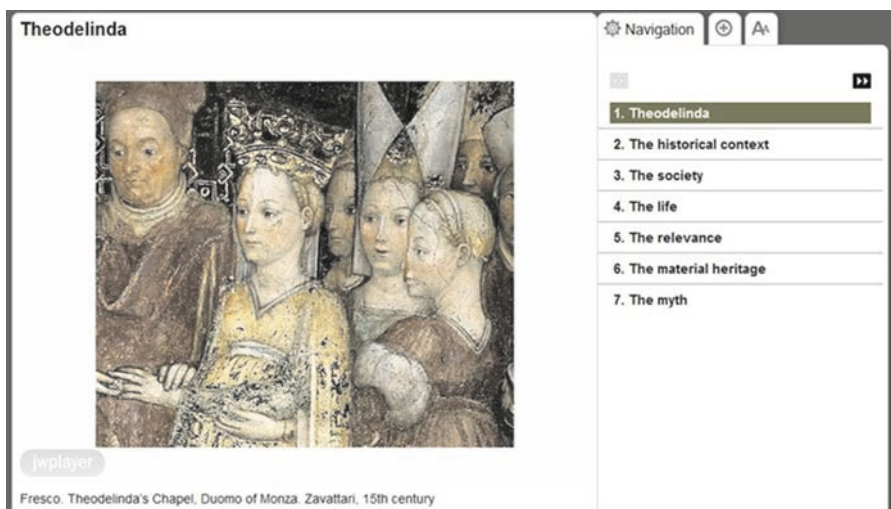 Theodelinda
Navigation
AA
1. Theodelinda
2. The historical context
3. The society
4. The life
5. The relevance
6. The material heritage
7. The myth
jwplayer
Fresco. Theodelinda's Chapel, Duomo of Monza. Zavattari, 15th century